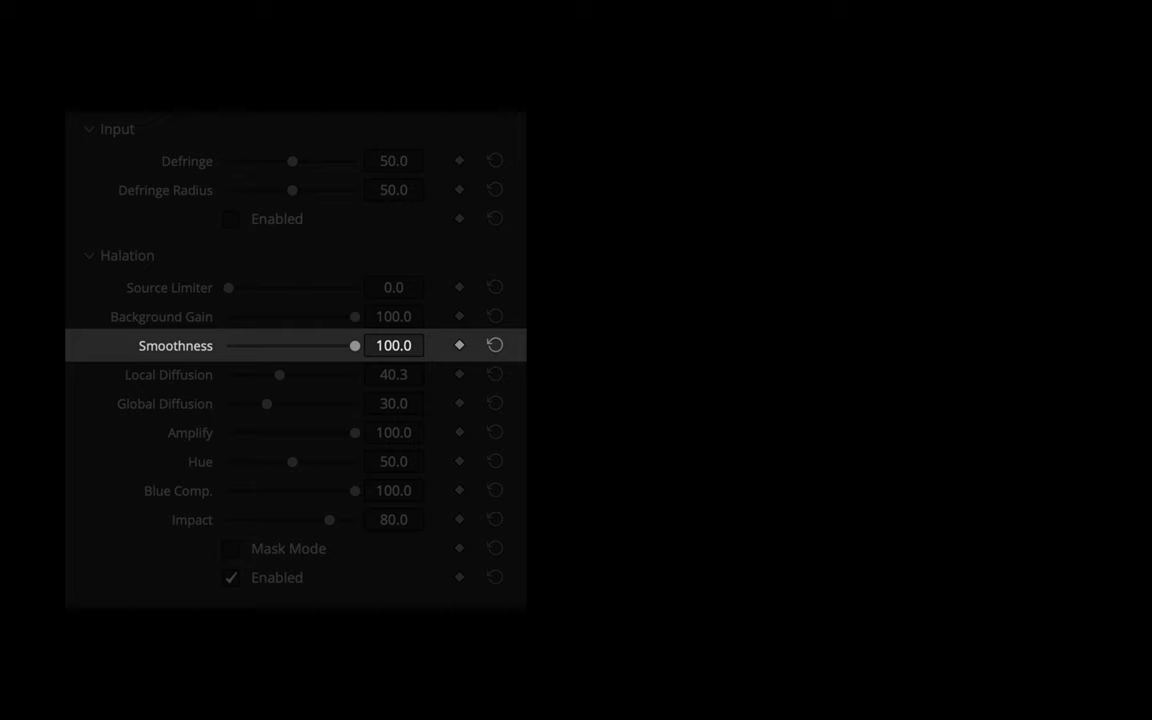 Input
Defringe 50.0
Defringe Radius 50.0
Enabled
Halation
Source Limiter 0.0
Background Gain 100.0
Smoothness 100.0
Local Diffusion 40.3
Global Diffusion 30.0
Amplify 100.0
Hue 50.0
Blue Comp. 100.0
Impact 80.0
Mask Mode
Enabled